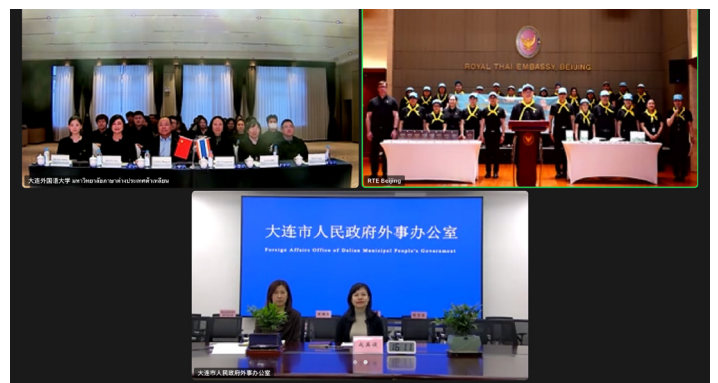 ROYAL THAI EMBASSY, BEIJING
大连外国语大学 มหาวิทยาลัยภาษาต่างประเทศต้าเหลียน
RTE Beijing
大连市人民政府外事办公室
Foreign Affairs Office of Dalian Municipal People's Government
大连市人民政府外事办公室